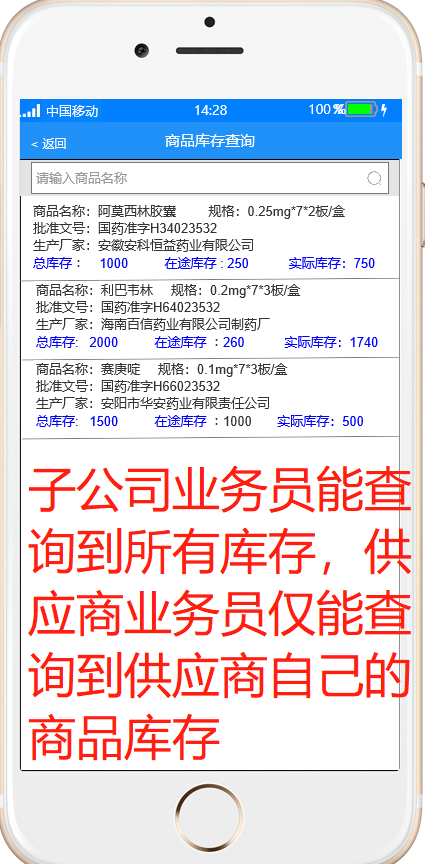 中国移动 14:28 100%
< 返回 商品库存查询
请输入商品名称
商品名称：阿莫西林胶囊 规格：0.25mg*7*2板/盒
批准文号：国药准字H34023532
生产厂家：安徽安科恒益药业有限公司
总库存： 1000 在途库存：250 实际库存：750
商品名称：利巴韦林 规格：0.2mg*7*3板/盒
批准文号：国药准字H64023532
生产厂家：海南百信药业有限公司制药厂
总库存：2000 在途库存：260 实际库存：1740
商品名称：赛庚啶 规格：0.1mg*7*3板/盒
批准文号：国药准字H66023532
生产厂家：安阳市华安药业有限责任公司
总库存：1500 在途库存：1000 实际库存：500
子公司业务员能查
询到所有库存，供
应商业务员仅能查
询到供应商自己的
商品库存